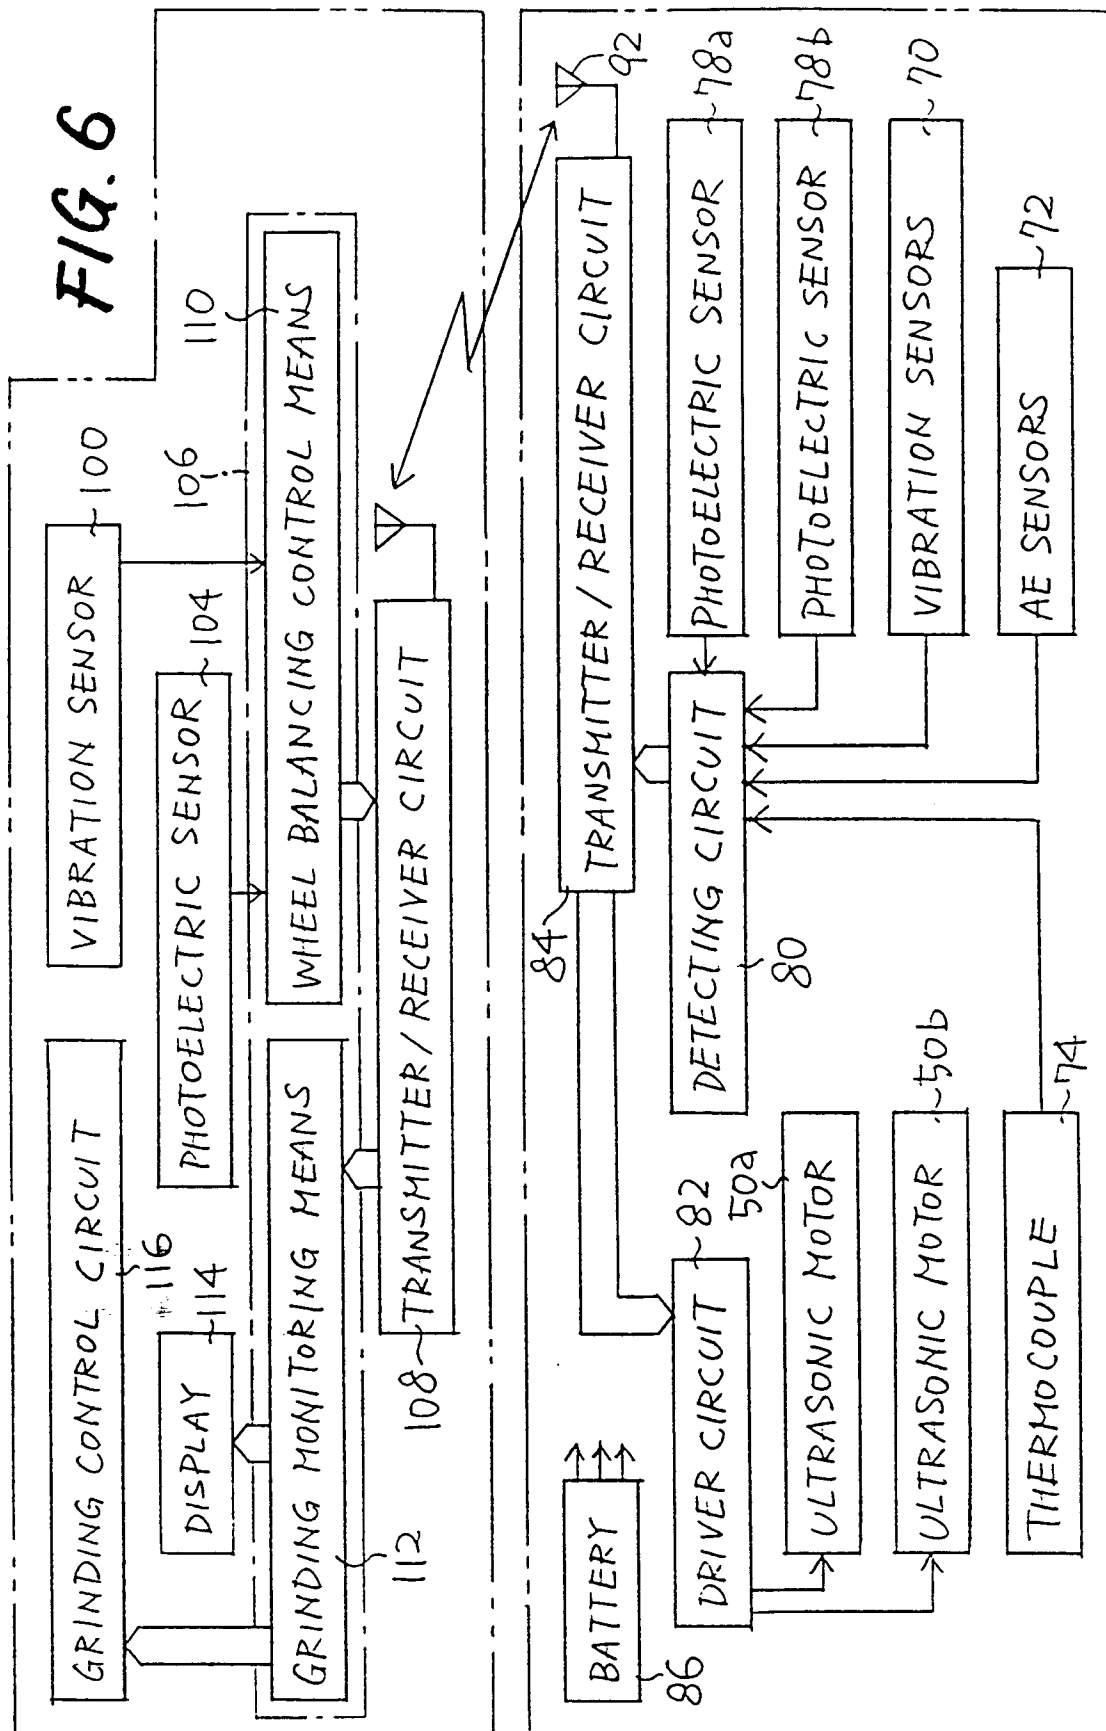 FIG. 6
GRINDING CONTROL CIRCUIT
116
VIBRATION SENSOR
100
DISPLAY
114
PHOTOELECTRIC SENSOR
104
106
110
GRINDING MONITORING MEANS
112
WHEEL BALANCING CONTROL MEANS
108
TRANSMITTER/RECEIVER CIRCUIT
BATTERY
86
84
TRANSMITTER/RECEIVER CIRCUIT
92
DRIVER CIRCUIT
82
DETECTING CIRCUIT
80
PHOTOELECTRIC SENSOR
78a
50a
ULTRASONIC MOTOR
PHOTOELECTRIC SENSOR
78b
ULTRASONIC MOTOR
50b
VIBRATION SENSORS
70
THERMOCOUPLE
74
AE SENSORS
72